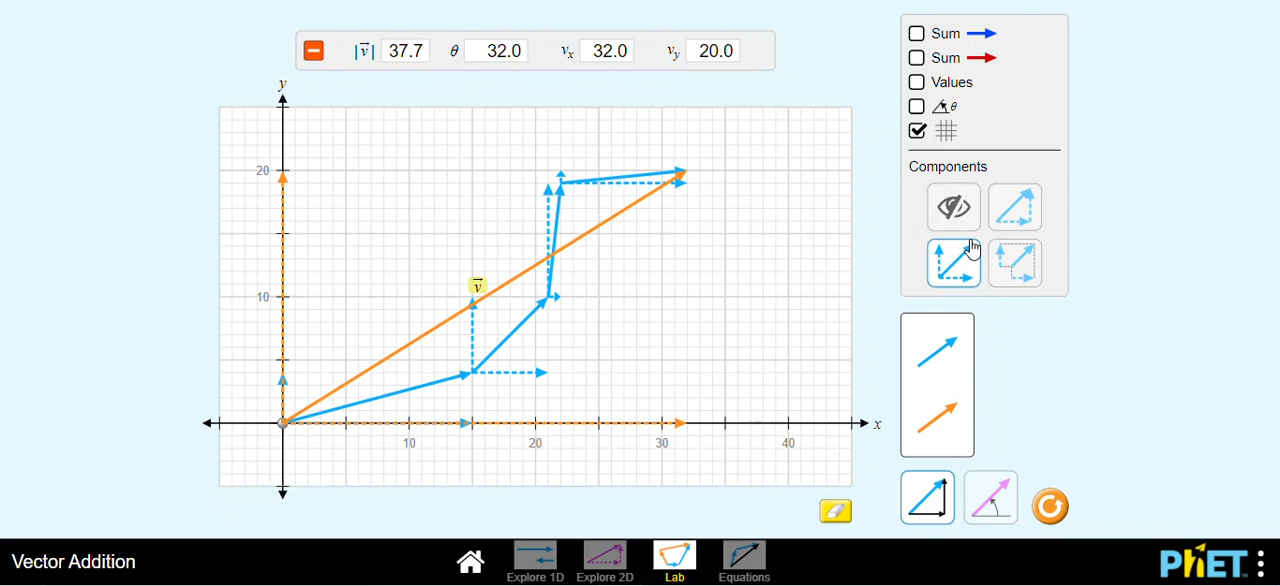 |v⃗| 37.7 θ 32.0 vx 32.0 vy 20.0
Sum
Sum
Values
θ
Components
y
20
10
v⃗
10 20 30 40 x
Vector Addition
Explore 1D Explore 2D Lab Equations
PhET